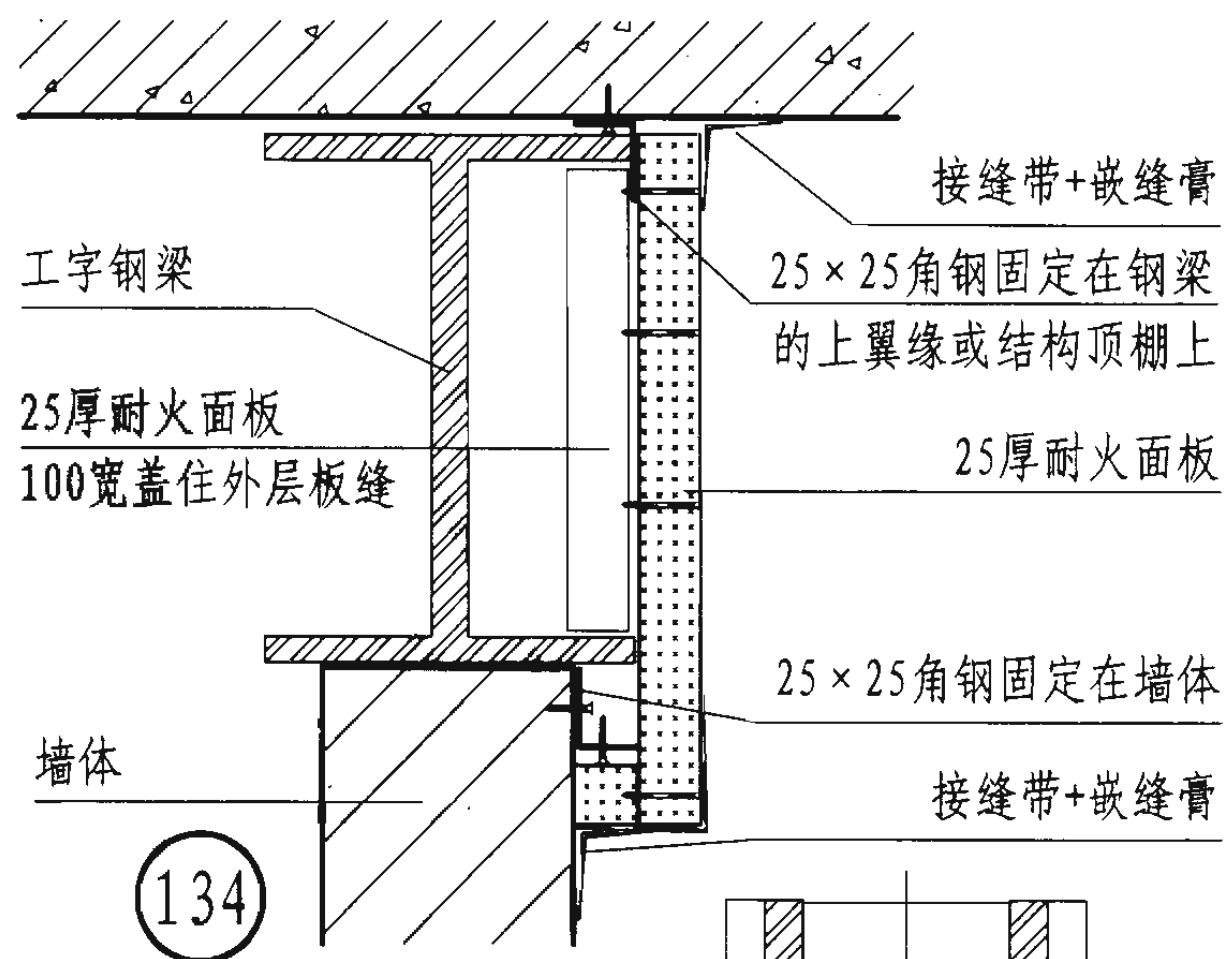 接缝带+嵌缝膏
工字钢梁
25×25角钢固定在钢梁
的上翼缘或结构顶棚上
25厚耐火面板
100宽盖住外层板缝
25厚耐火面板
25×25角钢固定在墙体
墙体
接缝带+嵌缝膏
134